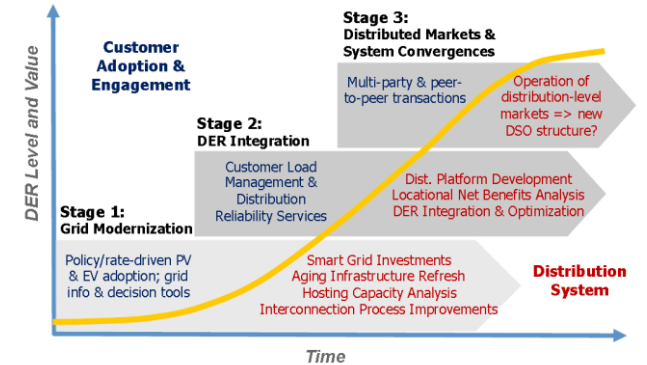 Stage 3:
Distributed Markets &
System Convergences
Customer
Adoption &
Engagement
Multi-party & peer-
to-peer transactions
Operation of
distribution-level
markets => new
DSO structure?
Stage 2:
DER Integration
Customer Load
Management &
Distribution
Reliability Services
Dist. Platform Development
Locational Net Benefits Analysis
DER Integration & Optimization
Stage 1:
Grid Modernization
Policy/rate-driven PV
& EV adoption; grid
info & decision tools
Smart Grid Investments
Aging Infrastructure Refresh
Hosting Capacity Analysis
Interconnection Process Improvements
Distribution
System
DER Level and Value
Time